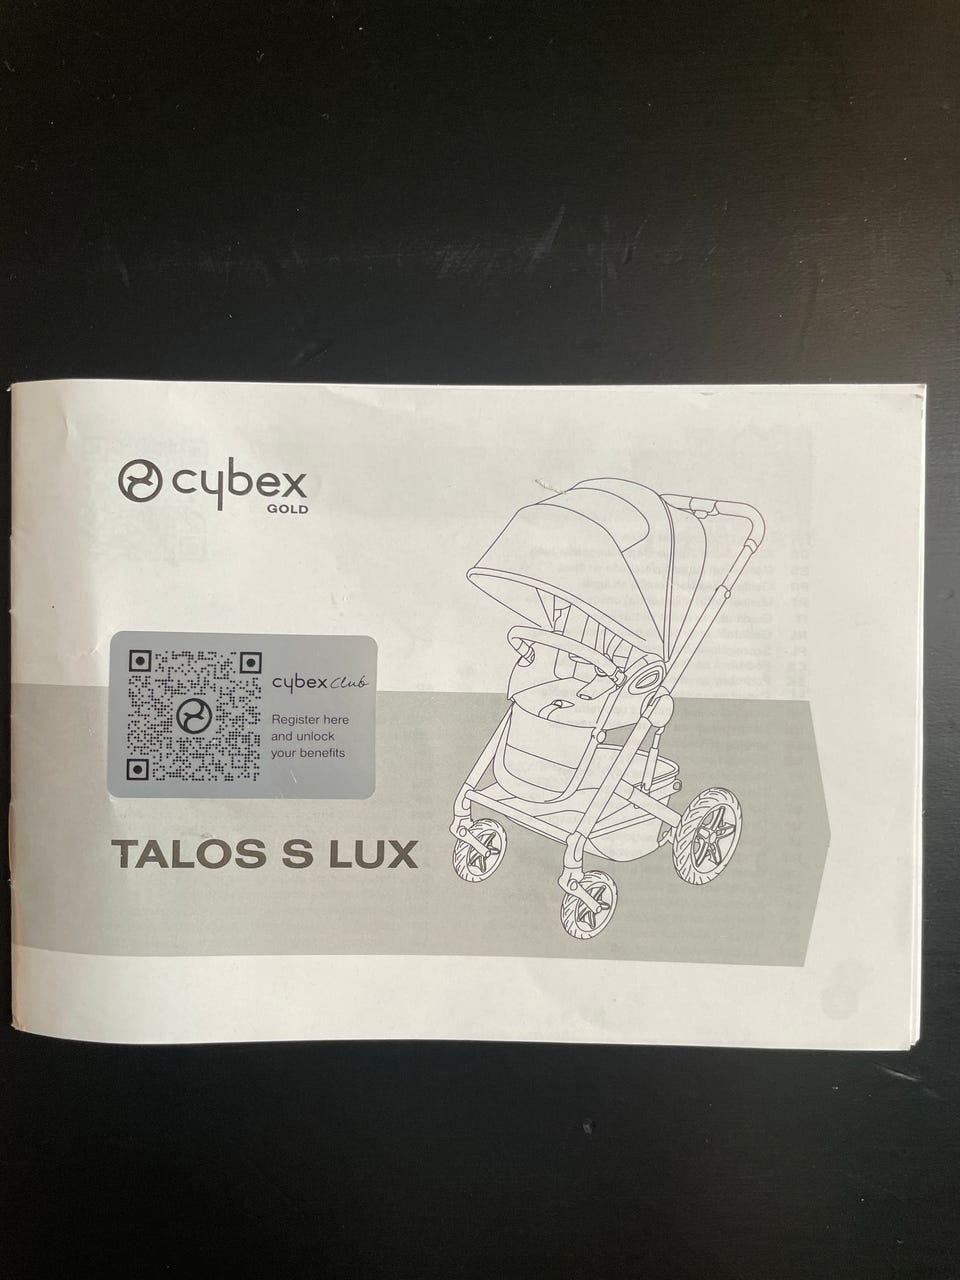 cybex
GOLD
cybex Club
Register here
and unlock
your benefits
TALOS S LUX